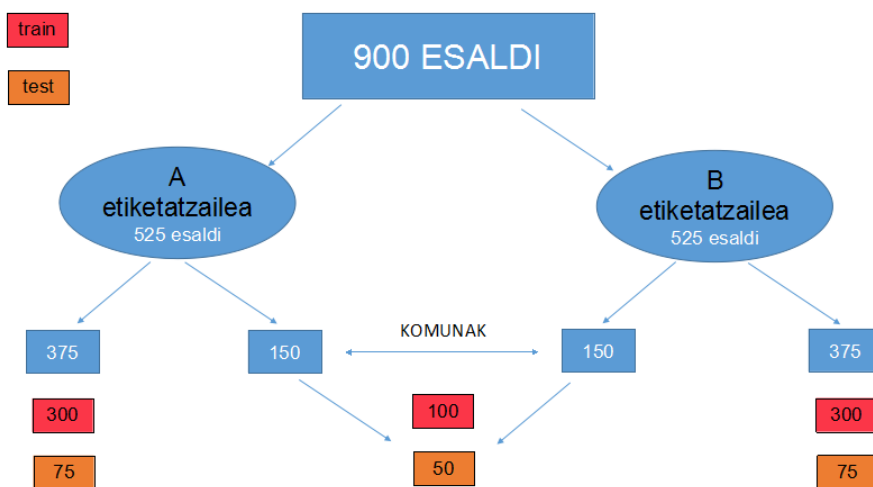 train
test
900 ESALDI
A
etiketatzailea
525 esaldi
B
etiketatzailea
525 esaldi
375
150
KOMUNAK
150
375
300
100
300
75
50
75